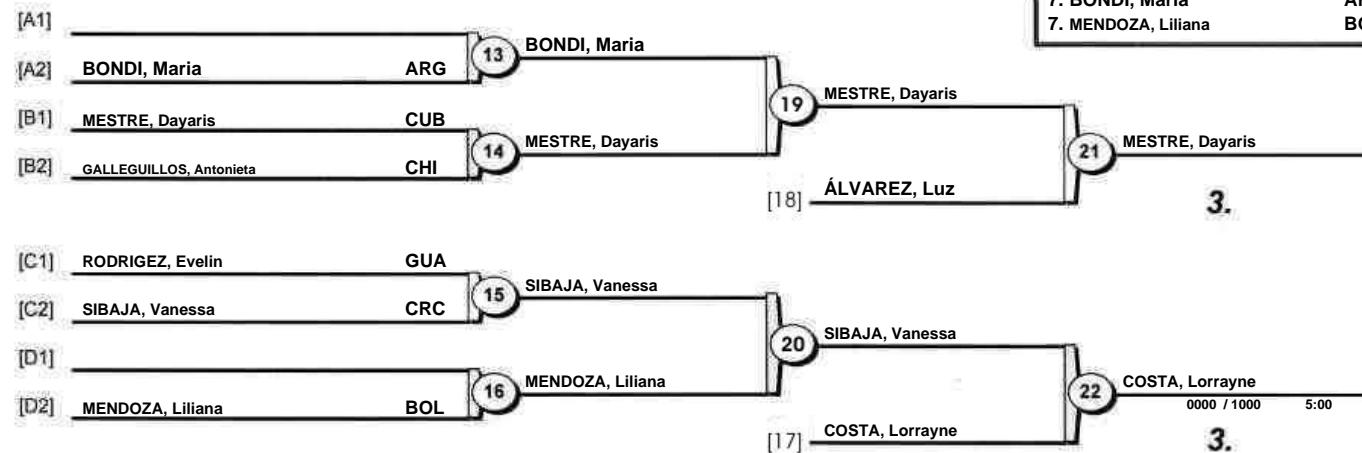 7. BONDI, Maria
7. MENDOZA, Liliana
[A1]
[A2] BONDI, Maria ARG
13 BONDI, Maria
[B1] MESTRE, Dayaris CUB
[B2] GALLEGUILLOS, Antonieta CHI
14 MESTRE, Dayaris
19 MESTRE, Dayaris
[18] ÁLVAREZ, Luz
21 MESTRE, Dayaris
3.
[C1] RODRIGEZ, Evelin GUA
[C2] SIBAJA, Vanessa CRC
15 SIBAJA, Vanessa
[D1]
[D2] MENDOZA, Liliana BOL
16 MENDOZA, Liliana
20 SIBAJA, Vanessa
[17] COSTA, Lorrayne
22 COSTA, Lorrayne
0000 / 1000 5:00
3.